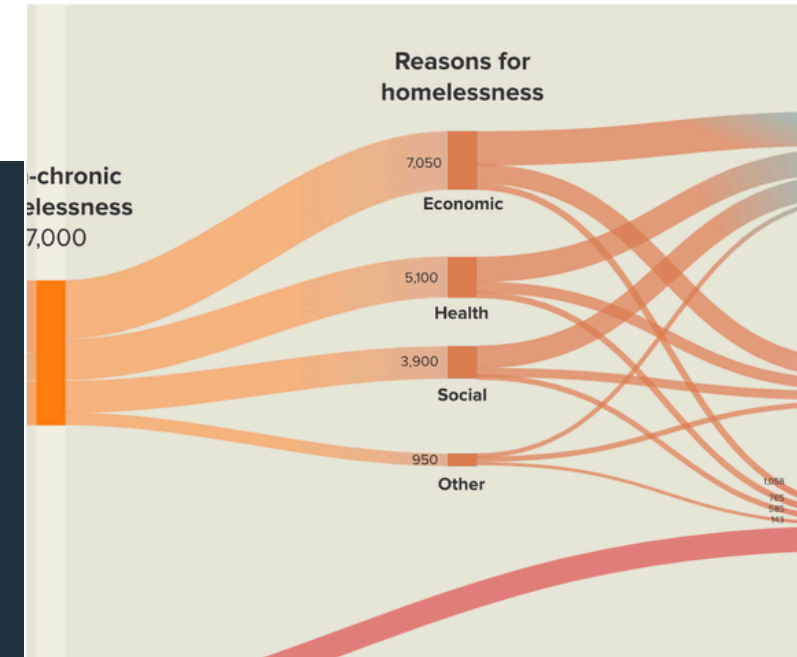 Reasons for
homelessness
-chronic
elessness
7,000
7,050
Economic
5,100
Health
3,900
Social
950
Other
1,058
765
585
143